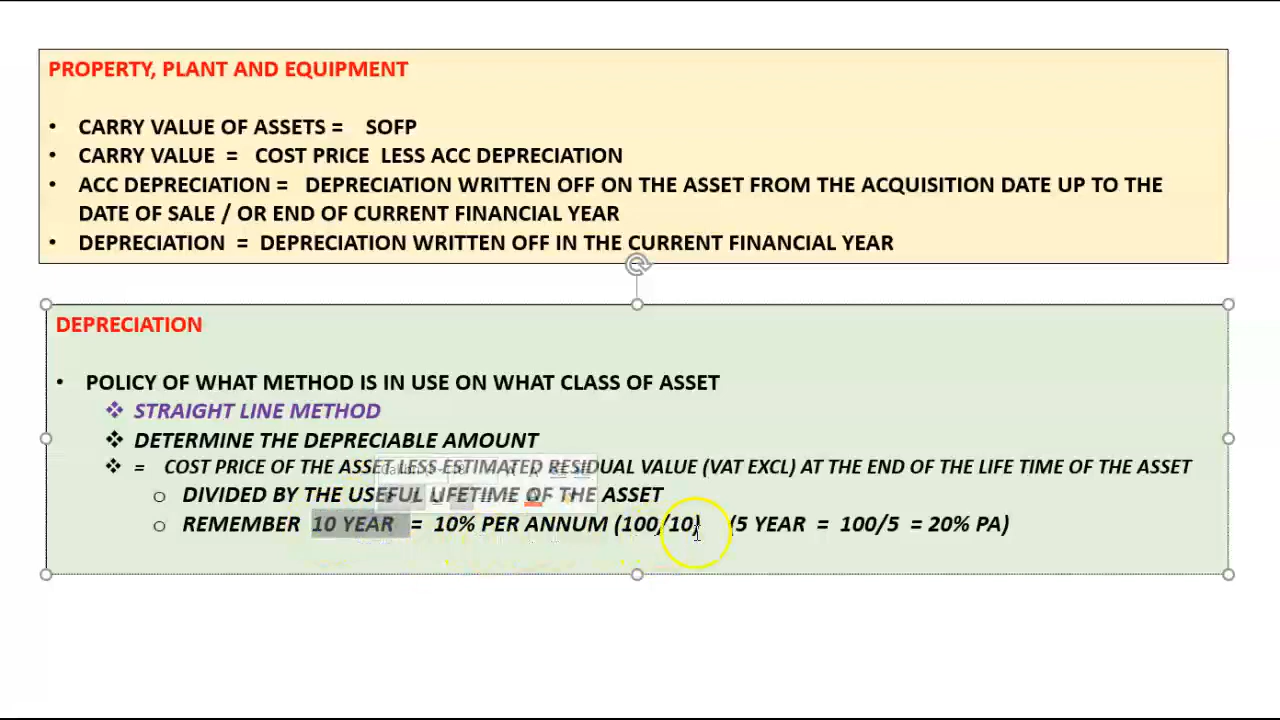 PROPERTY, PLANT AND EQUIPMENT
• CARRY VALUE OF ASSETS = SOFP
• CARRY VALUE = COST PRICE LESS ACC DEPRECIATION
• ACC DEPRECIATION = DEPRECIATION WRITTEN OFF ON THE ASSET FROM THE ACQUISITION DATE UP TO THE
DATE OF SALE / OR END OF CURRENT FINANCIAL YEAR
• DEPRECIATION = DEPRECIATION WRITTEN OFF IN THE CURRENT FINANCIAL YEAR
DEPRECIATION
• POLICY OF WHAT METHOD IS IN USE ON WHAT CLASS OF ASSET
❖ STRAIGHT LINE METHOD
❖ DETERMINE THE DEPRECIABLE AMOUNT
❖ = COST PRICE OF THE ASSET LESS ESTIMATED RESIDUAL VALUE (VAT EXCL) AT THE END OF THE LIFE TIME OF THE ASSET
o DIVIDED BY THE USEFUL LIFETIME OF THE ASSET
o REMEMBER 10 YEAR = 10% PER ANNUM (100/10) (5 YEAR = 100/5 = 20% PA)